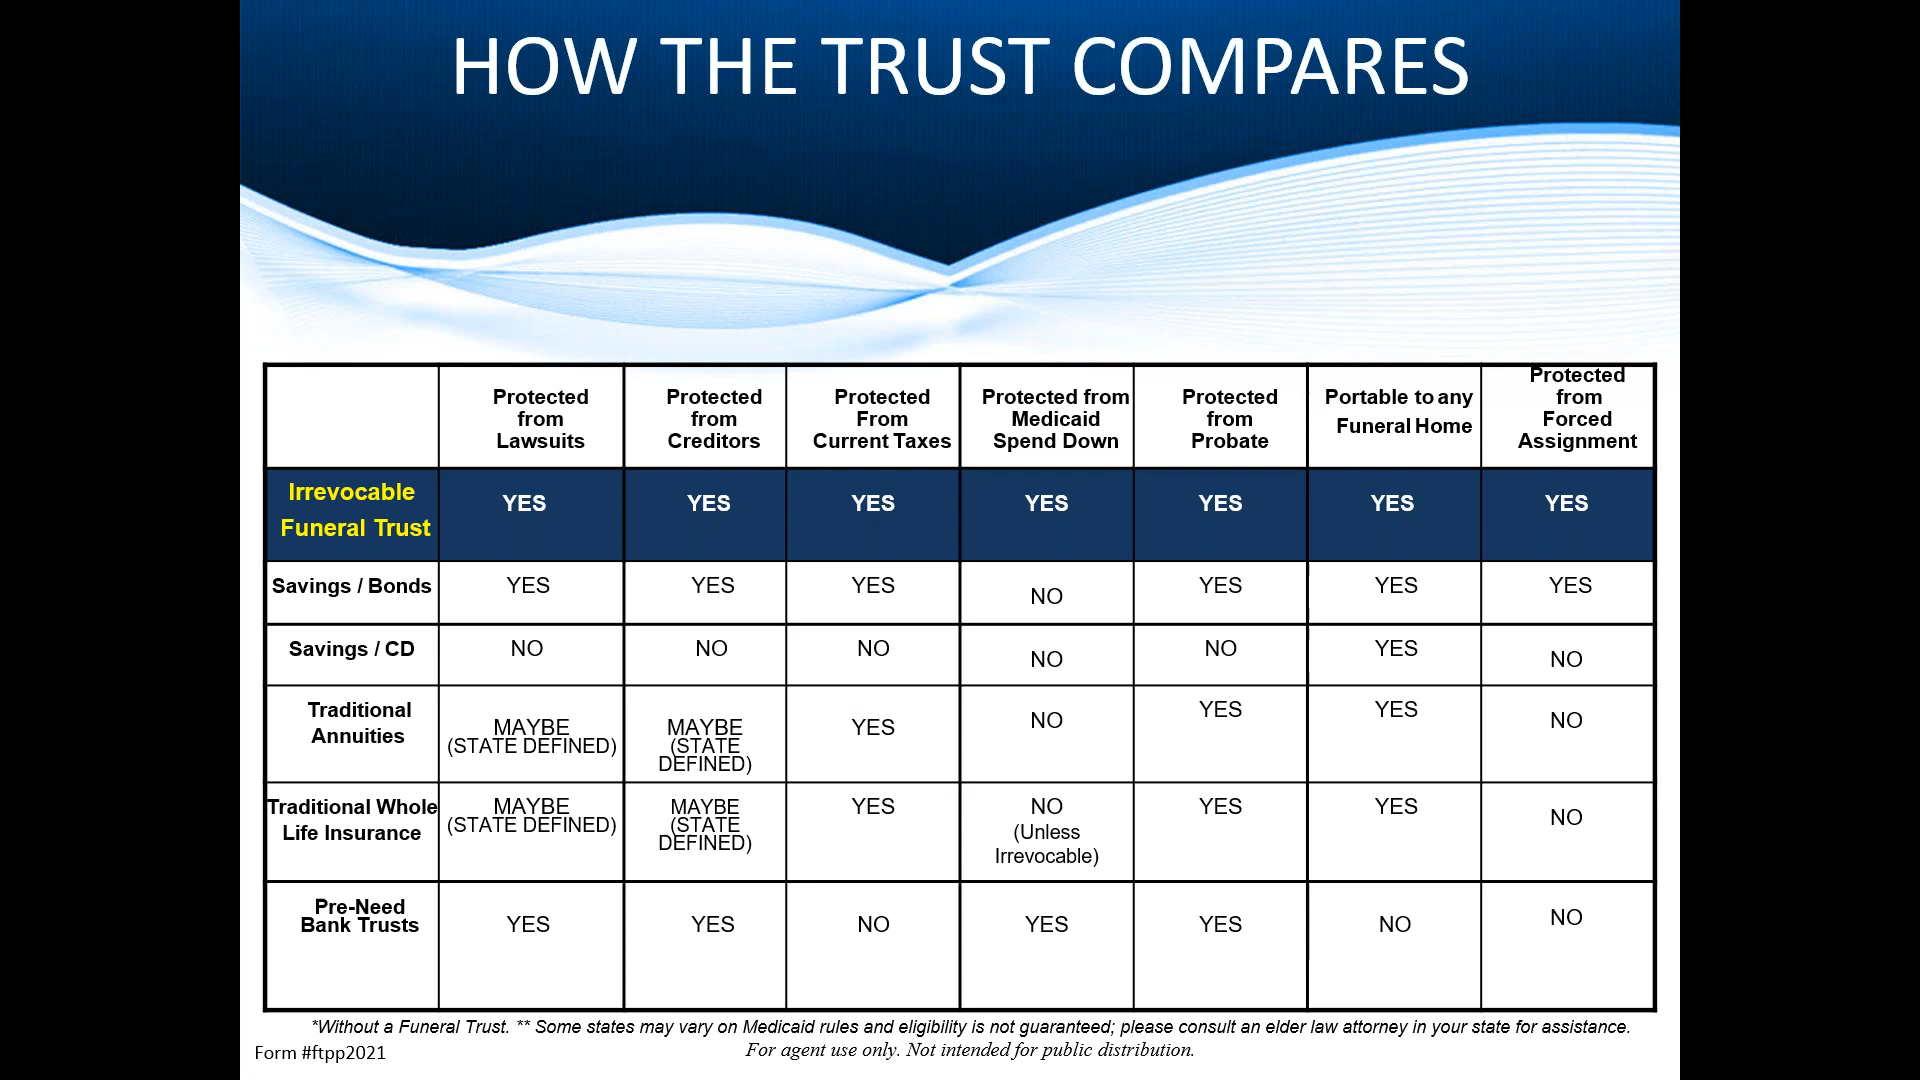 HOW THE TRUST COMPARES
Protected
from
Lawsuits
Protected
from
Creditors
Protected
From
Current Taxes
Protected from
Medicaid
Spend Down
Protected
from
Probate
Portable to any
Funeral Home
Protected
from
Forced
Assignment
Irrevocable
Funeral Trust
YES
YES
YES
YES
YES
YES
YES
Savings / Bonds
YES
YES
YES
NO
YES
YES
YES
Savings / CD
NO
NO
NO
NO
NO
YES
NO
Traditional
Annuities
MAYBE
(STATE DEFINED)
MAYBE
(STATE
DEFINED)
YES
NO
YES
YES
NO
Traditional Whole
Life Insurance
MAYBE
(STATE DEFINED)
MAYBE
(STATE
DEFINED)
YES
NO
(Unless
Irrevocable)
YES
YES
NO
Pre-Need
Bank Trusts
YES
YES
NO
YES
YES
NO
NO
*Without a Funeral Trust. ** Some states may vary on Medicaid rules and eligibility is not guaranteed; please consult an elder law attorney in your state for assistance.
For agent use only. Not intended for public distribution.
Form #ftpp2021